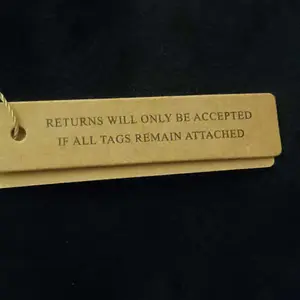 RETURNS WILL ONLY BE ACCEPTED
IF ALL TAGS REMAIN ATTACHED